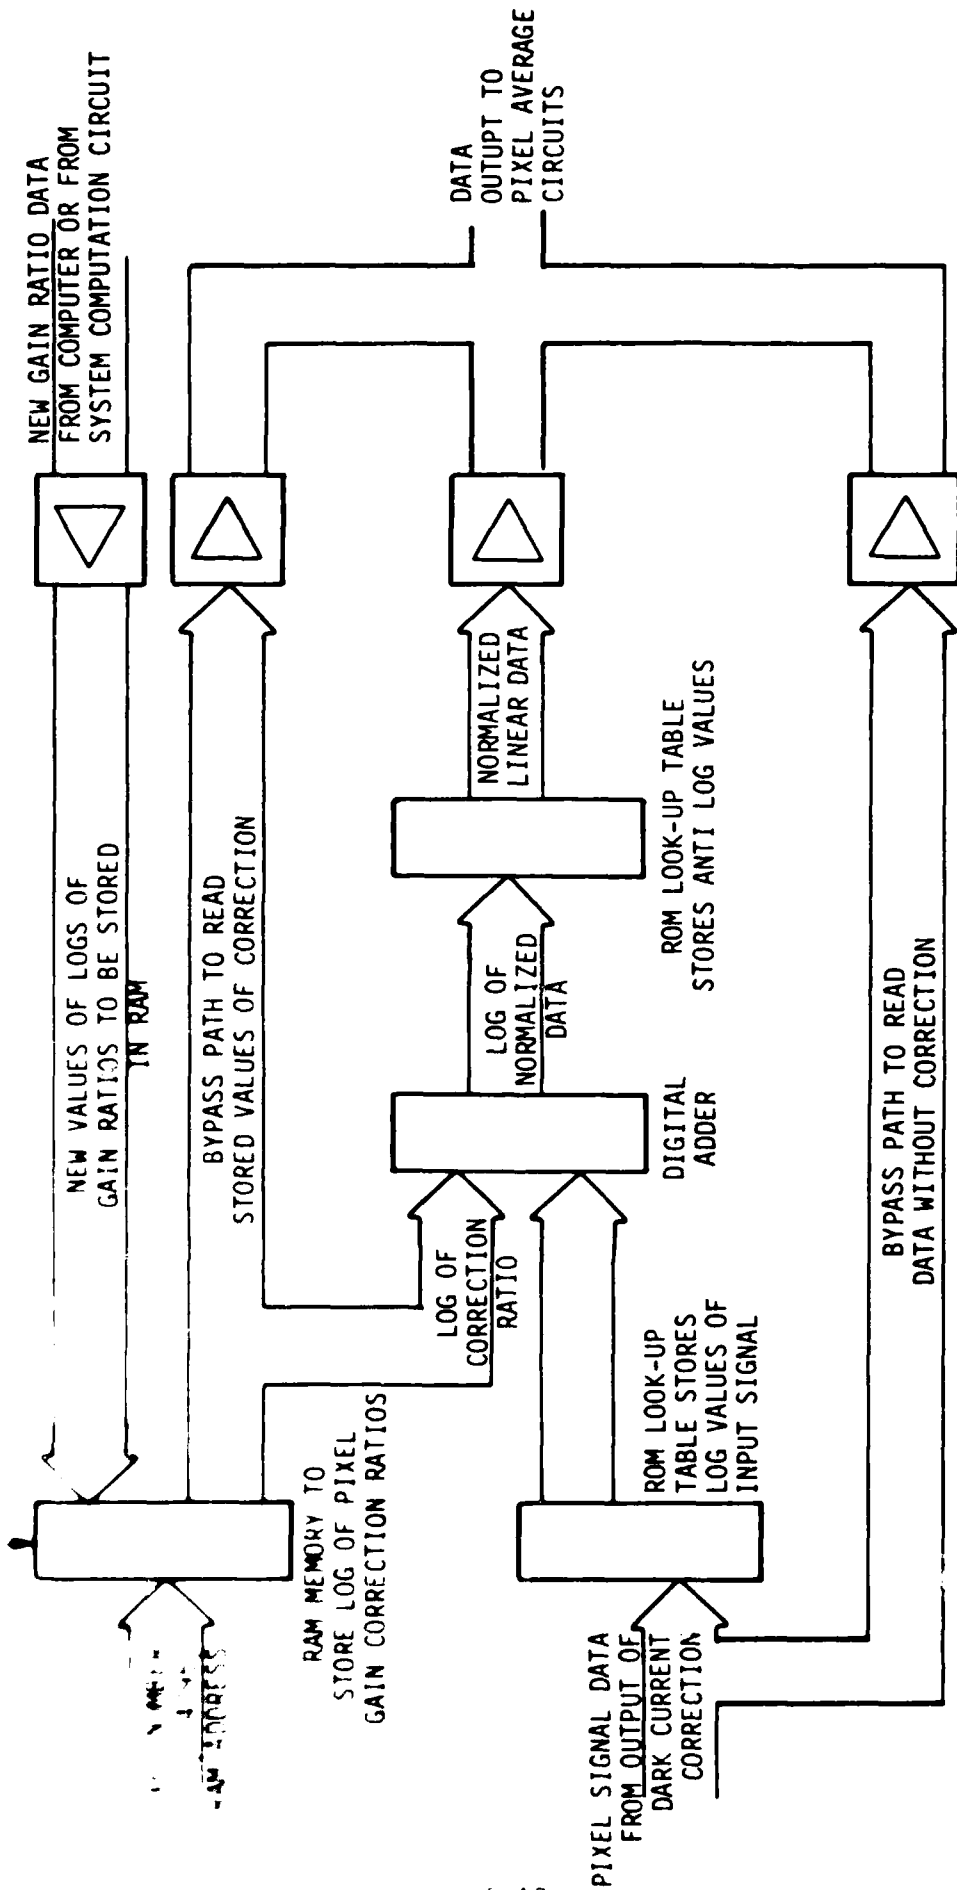 NEW GAIN RATIO DATA
FROM COMPUTER OR FROM
SYSTEM COMPUTATION CIRCUIT
NEW VALUES OF LOGS OF
GAIN RATIOS TO BE STORED
IN RAM
BYPASS PATH TO READ
STORED VALUES OF CORRECTION
ADDRESS
RAM MEMORY TO
STORE LOG OF PIXEL
GAIN CORRECTION RATIOS
LOG OF
CORRECTION
RATIO
LOG OF
NORMALIZED
DATA
NORMALIZED
LINEAR DATA
DATA
OUTUPT TO
PIXEL AVERAGE
CIRCUITS
DIGITAL
ADDER
ROM LOOK-UP TABLE
STORES ANTI LOG VALUES
PIXEL SIGNAL DATA
FROM OUTPUT OF
DARK CURRENT
CORRECTION
ROM LOOK-UP
TABLE STORES
LOG VALUES OF
INPUT SIGNAL
BYPASS PATH TO READ
DATA WITHOUT CORRECTION